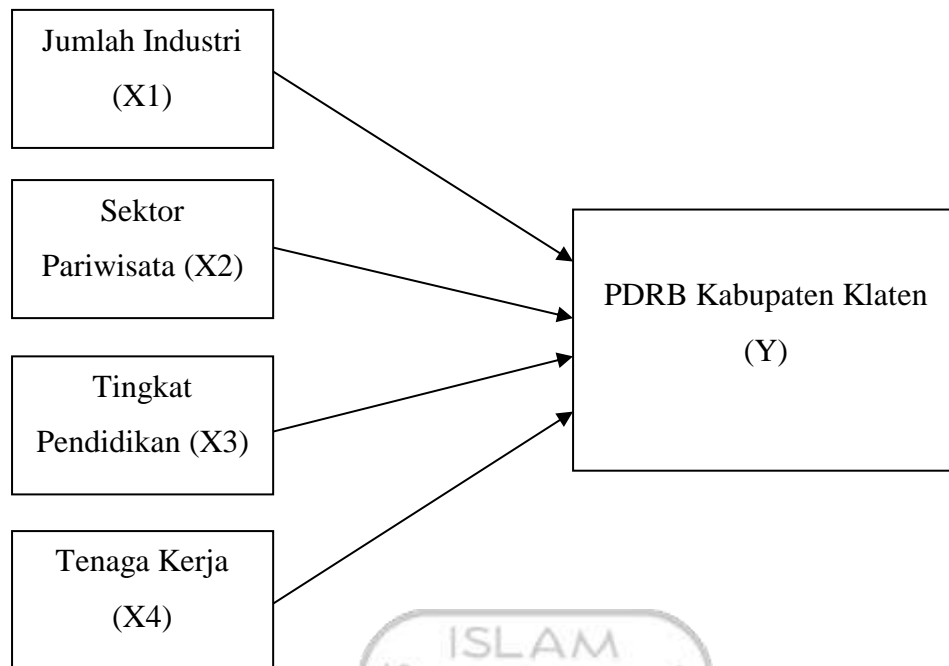 Jumlah Industri
(X1)
Sektor
Pariwisata (X2)
Tingkat
Pendidikan (X3)
Tenaga Kerja
(X4)
PDRB Kabupaten Klaten
(Y)
ISLAM